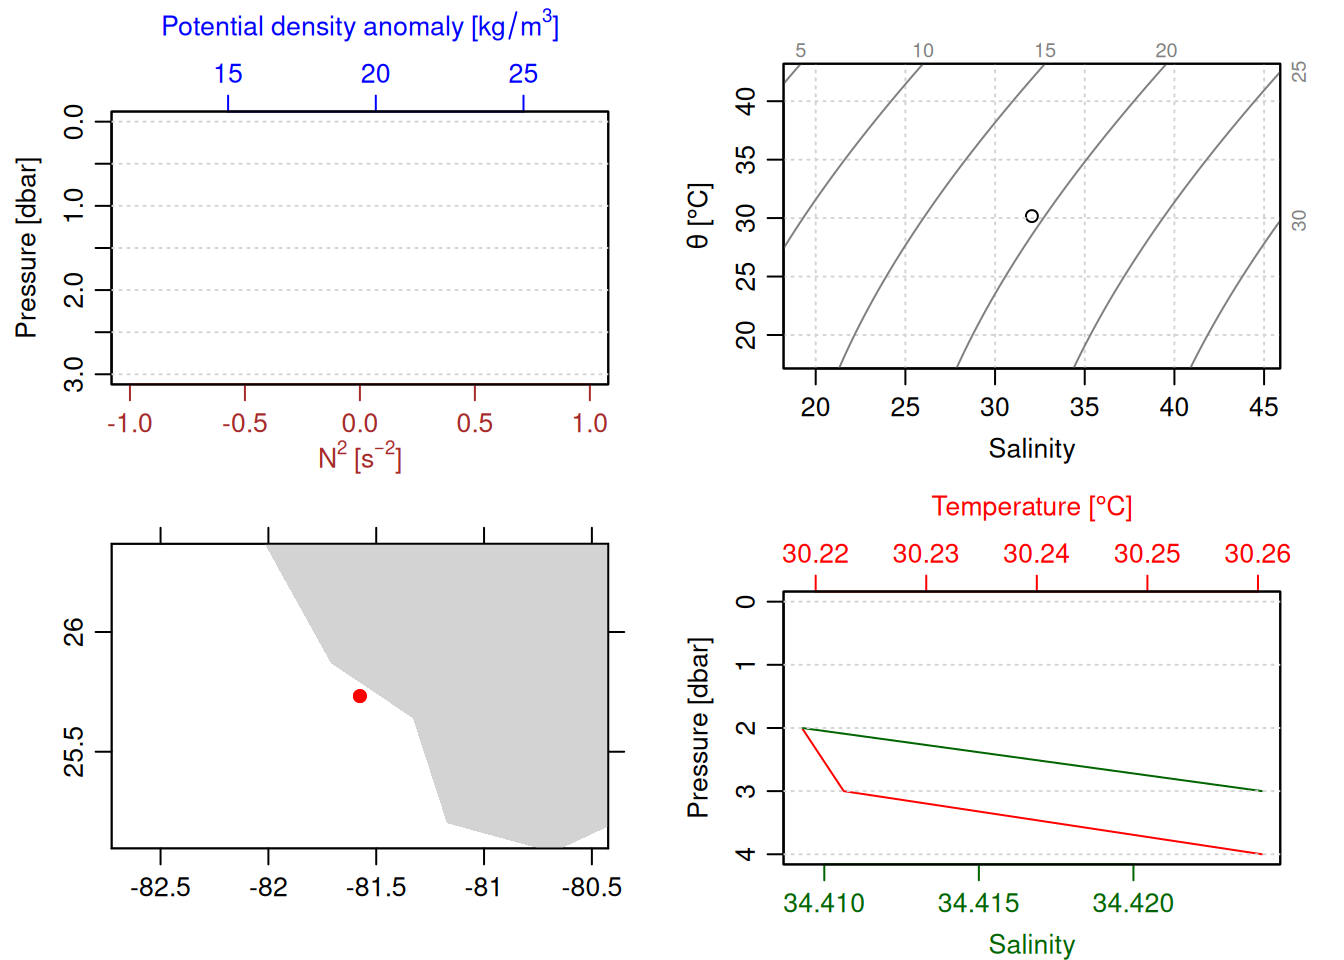 Potential density anomaly [kg/m³]
15 20 25
Pressure [dbar]
0.0
1.0
2.0
3.0
-1.0 -0.5 0.0 0.5 1.0
N² [s⁻²]
5 10 15 20
25
30
θ [°C]
40
35
30
25
20
20 25 30 35 40 45
Salinity
26
25.5
-82.5 -82 -81.5 -81 -80.5
Temperature [°C]
30.22 30.23 30.24 30.25 30.26
Pressure [dbar]
0
1
2
3
4
34.410 34.415 34.420
Salinity